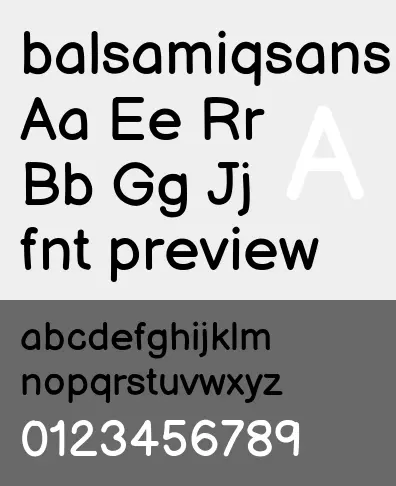 balsamiqsans
Aa Ee Rr
A
Bb Gg Jj
fnt preview
abcdefghijklm
nopqrstuvwxyz
0123456789